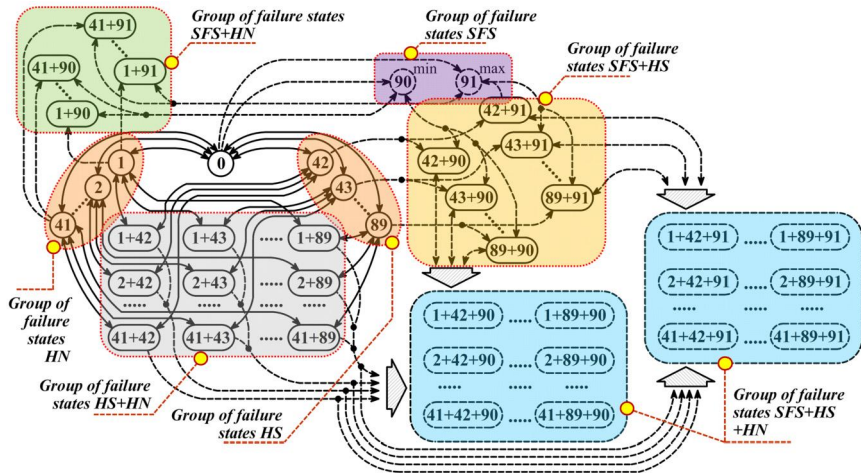 Group of failure states
SFS+HN
Group of failure
states SFS
Group of failure
states SFS+HS
41+91
1+91
41+90
1+90
90 min
91 max
42+91
43+91
42+90
43+90
89+91
89+90
0
1
2
41
42
43
89
1+42 1+43 ..... 1+89
2+42 2+43 ..... 2+89
..... ..... .....
41+42 41+43 ..... 41+89
1+42+91 ..... 1+89+91
2+42+91 ..... 2+89+91
..... .....
41+42+91 ..... 41+89+91
1+42+90 ..... 1+89+90
2+42+90 ..... 2+89+90
..... .....
41+42+90 ..... 41+89+90
Group of
failure
states
HN
Group of failure
states HS+HN
Group of failure
states HS
Group of failure
states SFS+HS
+HN